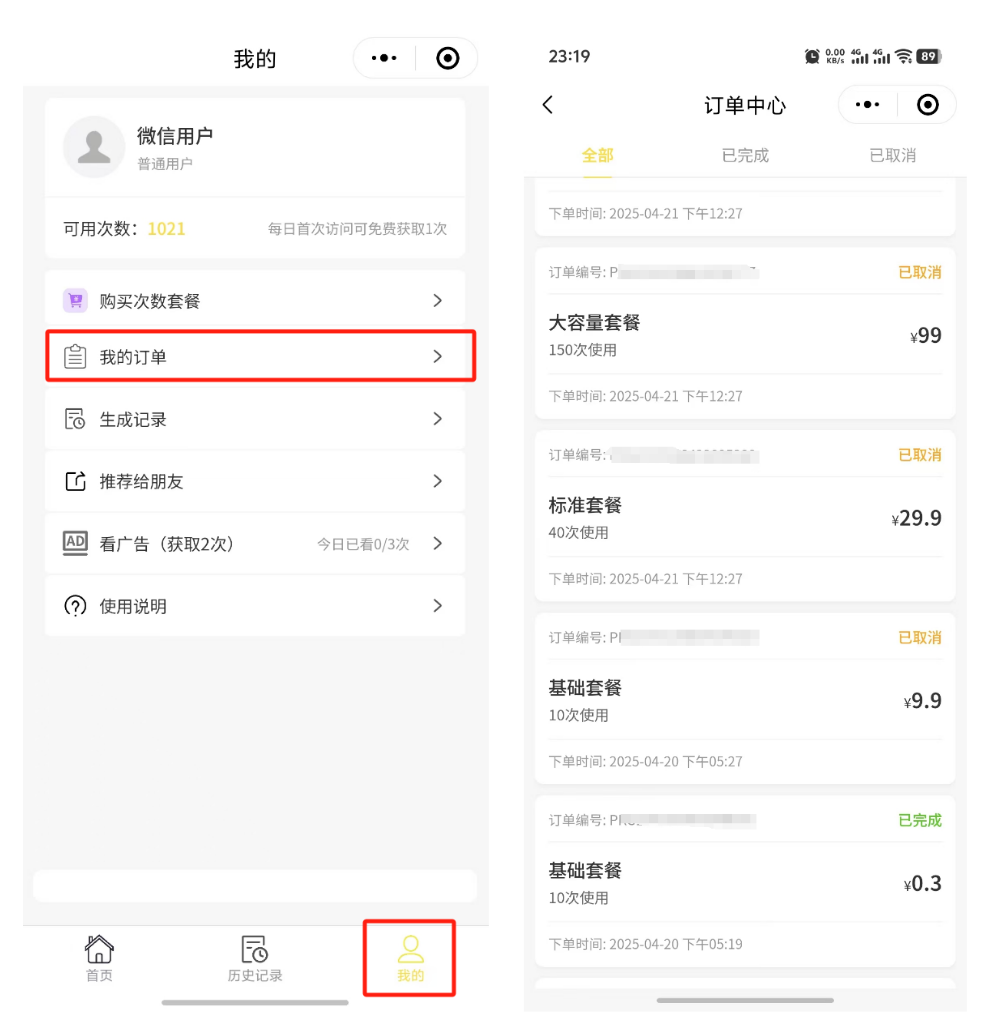 我的
微信用户
普通用户
可用次数：1021
每日首次访问可免费获取1次
购买次数套餐
我的订单
生成记录
推荐给朋友
AD
看广告（获取2次）
今日已看0/3次
使用说明
首页
历史记录
我的
23:19
0.00 KB/s
4G
4G
89
订单中心
全部
已完成
已取消
下单时间: 2025-04-21 下午12:27
订单编号: P
已取消
大容量套餐
¥99
150次使用
下单时间: 2025-04-21 下午12:27
订单编号:
已取消
标准套餐
¥29.9
40次使用
下单时间: 2025-04-21 下午12:27
订单编号: P
已取消
基础套餐
¥9.9
10次使用
下单时间: 2025-04-20 下午05:27
订单编号:
已完成
基础套餐
¥0.3
10次使用
下单时间: 2025-04-20 下午05:19